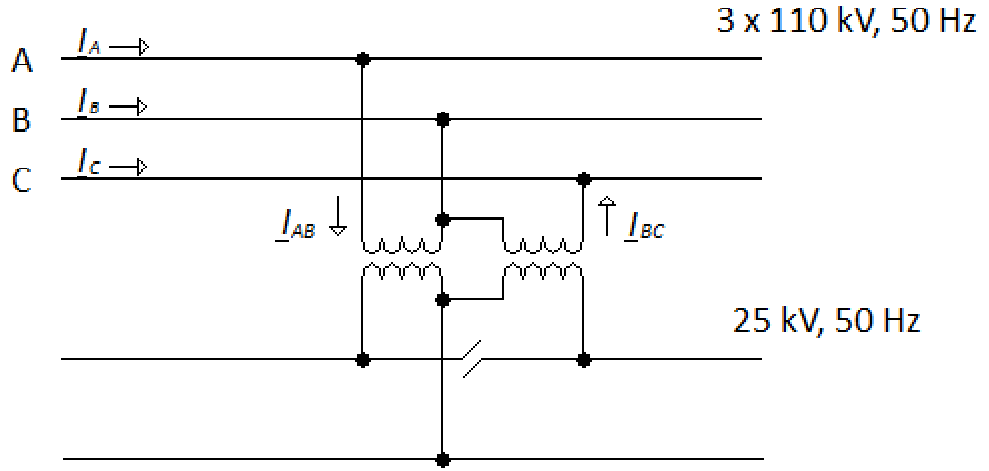 3 x 110 kV, 50 Hz
A I_A
B I_B
C I_C
I_AB I_BC
25 kV, 50 Hz